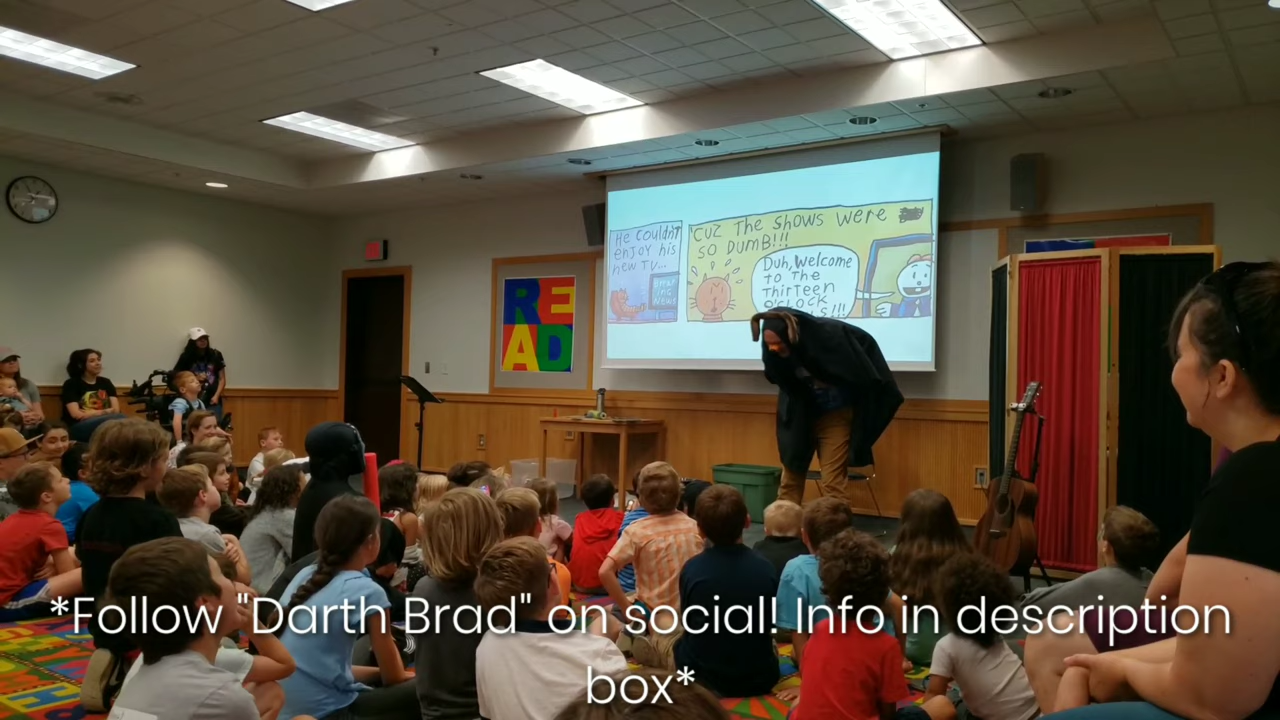 He couldn't
enjoy his
new TV...
CUZ The shows were
SO DUMB!!!
Duh, Welcome
to The
Thirteen
O'CLOCK
READ
*Follow "Darth Brad" on social! Info in description
box*